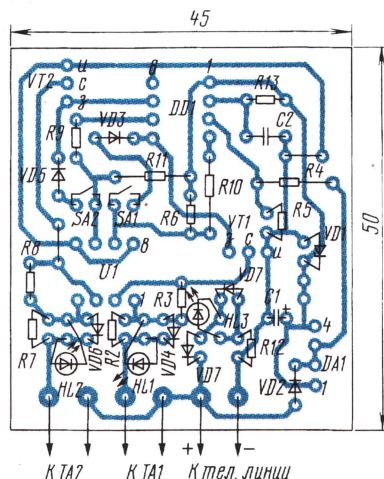 45
и
VT2
с
з
8
1
R13
DD1
VD3
C2
R9
R4
R11
VD5
R10
SA2
SA1
R6
R5
VD1
VT1
з
с
и
50
U1
8
R8
VD7
1
R3
C1
+
4
HL3
R7
VD6
R2
VD4
R12
DA1
HL2
HL1
VD7
VD2
1
+
−
К ТА2
К ТА1
К тел. линии